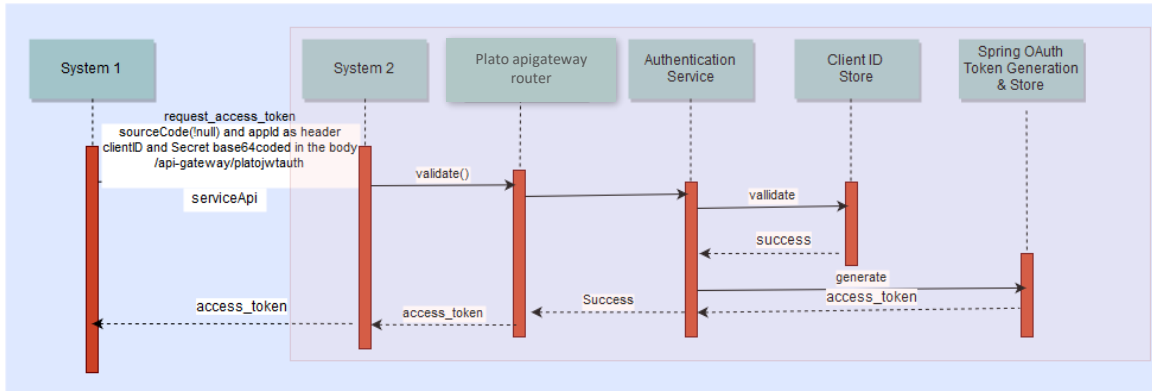 System 1
System 2
Plato apigateway
router
Authentication
Service
Client ID
Store
Spring OAuth
Token Generation
& Store
request_access_token
sourceCode(!null) and appId as header
clientID and Secret base64coded in the body
/api-gateway/platojwtauth
serviceApi
validate()
vallidate
success
generate
access_token
Success
access_token
access_token